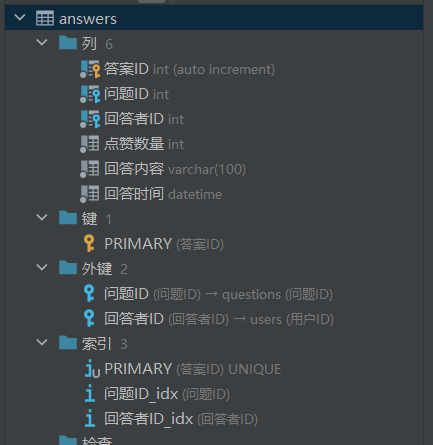 answers
列 6
答案ID int (auto increment)
问题ID int
回答者ID int
点赞数量 int
回答内容 varchar(100)
回答时间 datetime
键 1
PRIMARY (答案ID)
外键 2
问题ID (问题ID) → questions (问题ID)
回答者ID (回答者ID) → users (用户ID)
索引 3
PRIMARY (答案ID) UNIQUE
问题ID_idx (问题ID)
回答者ID_idx (回答者ID)
检查